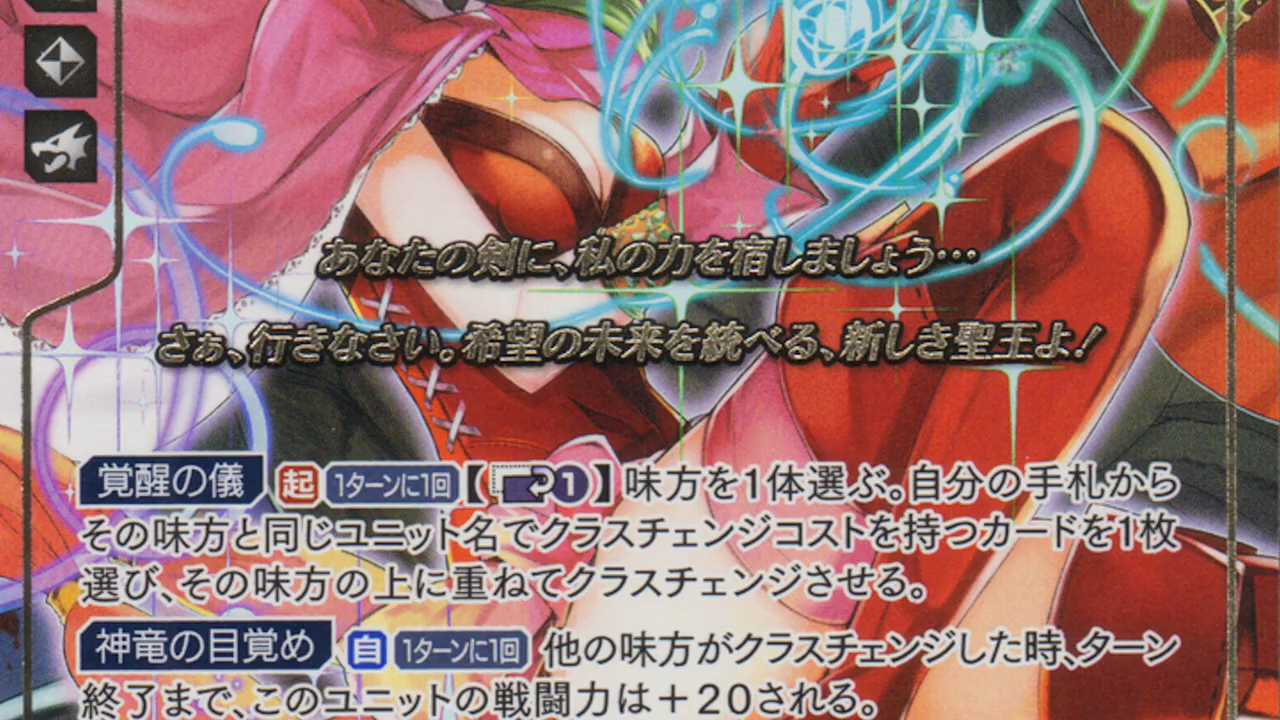 あなたの剣に、私の力を宿しましょう…
さぁ、行きなさい。希望の未来を統べる、新しき聖王よ!
覚醒の儀 起 1ターンに1回【1】味方を1体選ぶ。自分の手札から
その味方と同じユニット名でクラスチェンジコストを持つカードを1枚
選び、その味方の上に重ねてクラスチェンジさせる。
神竜の目覚め 自 1ターンに1回 他の味方がクラスチェンジした時、ターン
終了まで、このユニットの戦闘力は+20される。